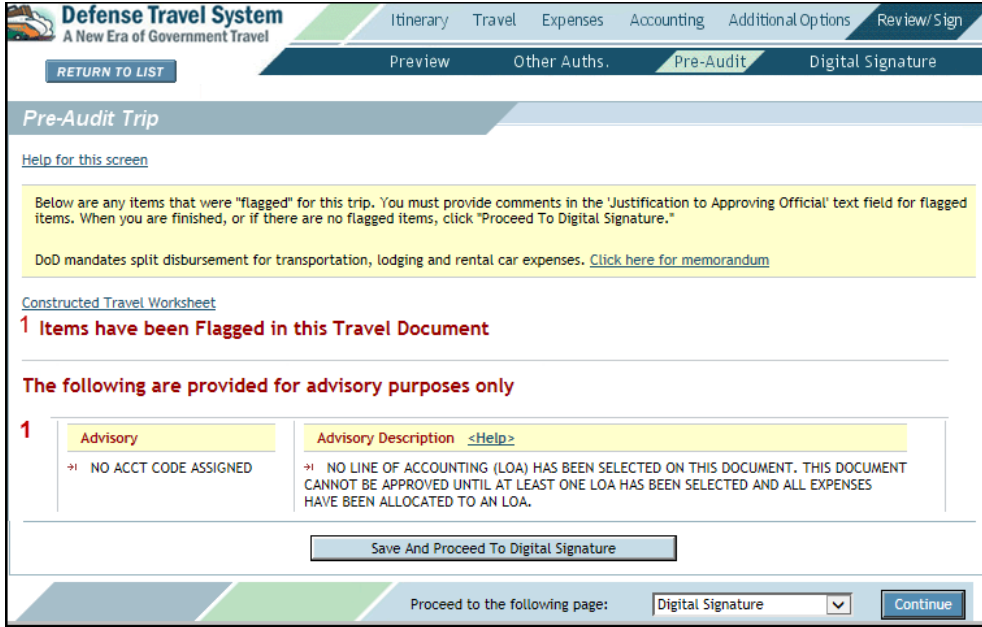 Defense Travel System
A New Era of Government Travel
Itinerary Travel Expenses Accounting Additional Options Review/Sign
RETURN TO LIST
Preview Other Auths. Pre-Audit Digital Signature
Pre-Audit Trip
Help for this screen
Below are any items that were "flagged" for this trip. You must provide comments in the 'Justification to Approving Official' text field for flagged
items. When you are finished, or if there are no flagged items, click "Proceed To Digital Signature."
DoD mandates split disbursement for transportation, lodging and rental car expenses. Click here for memorandum
Constructed Travel Worksheet
1 Items have been Flagged in this Travel Document
The following are provided for advisory purposes only
1
Advisory
Advisory Description <Help>
NO ACCT CODE ASSIGNED
NO LINE OF ACCOUNTING (LOA) HAS BEEN SELECTED ON THIS DOCUMENT. THIS DOCUMENT
CANNOT BE APPROVED UNTIL AT LEAST ONE LOA HAS BEEN SELECTED AND ALL EXPENSES
HAVE BEEN ALLOCATED TO AN LOA.
Save And Proceed To Digital Signature
Proceed to the following page: Digital Signature Continue